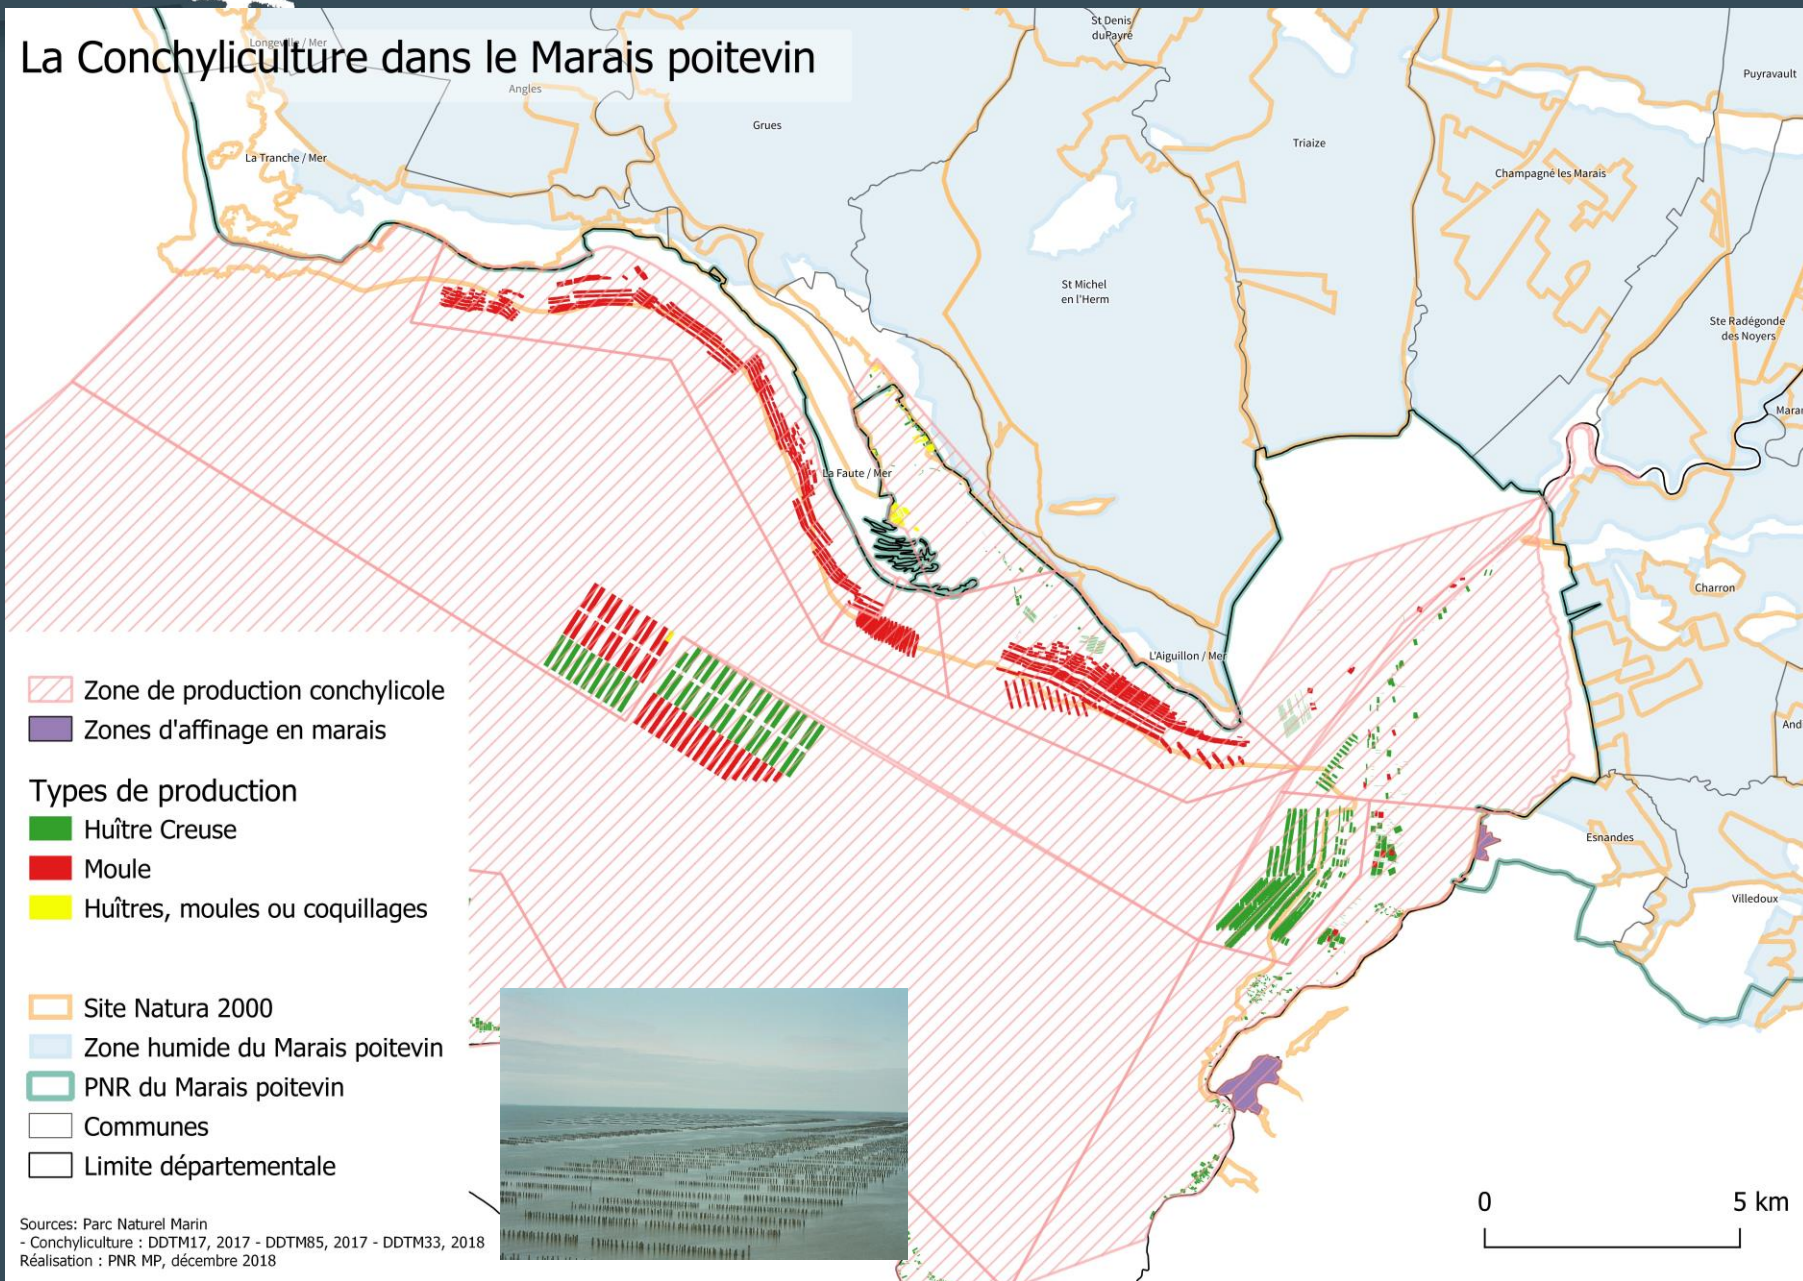 La Conchyliculture dans le Marais poitevin
Longeville / Mer
Angles
La Tranche / Mer
Grues
St Denis
duPayré
Triaize
Puyravault
Champagné les Marais
St Michel
en l'Herm
Ste Radégonde
des Noyers
La Faute / Mer
L'Aiguillon / Mer
Charron
Esnandes
Villedoux
Zone de production conchylicole
Zones d'affinage en marais
Types de production
Huître Creuse
Moule
Huîtres, moules ou coquillages
Site Natura 2000
Zone humide du Marais poitevin
PNR du Marais poitevin
Communes
Limite départementale
Sources: Parc Naturel Marin
- Conchyliculture : DDTM17, 2017 - DDTM85, 2017 - DDTM33, 2018
Réalisation : PNR MP, décembre 2018
0 5 km